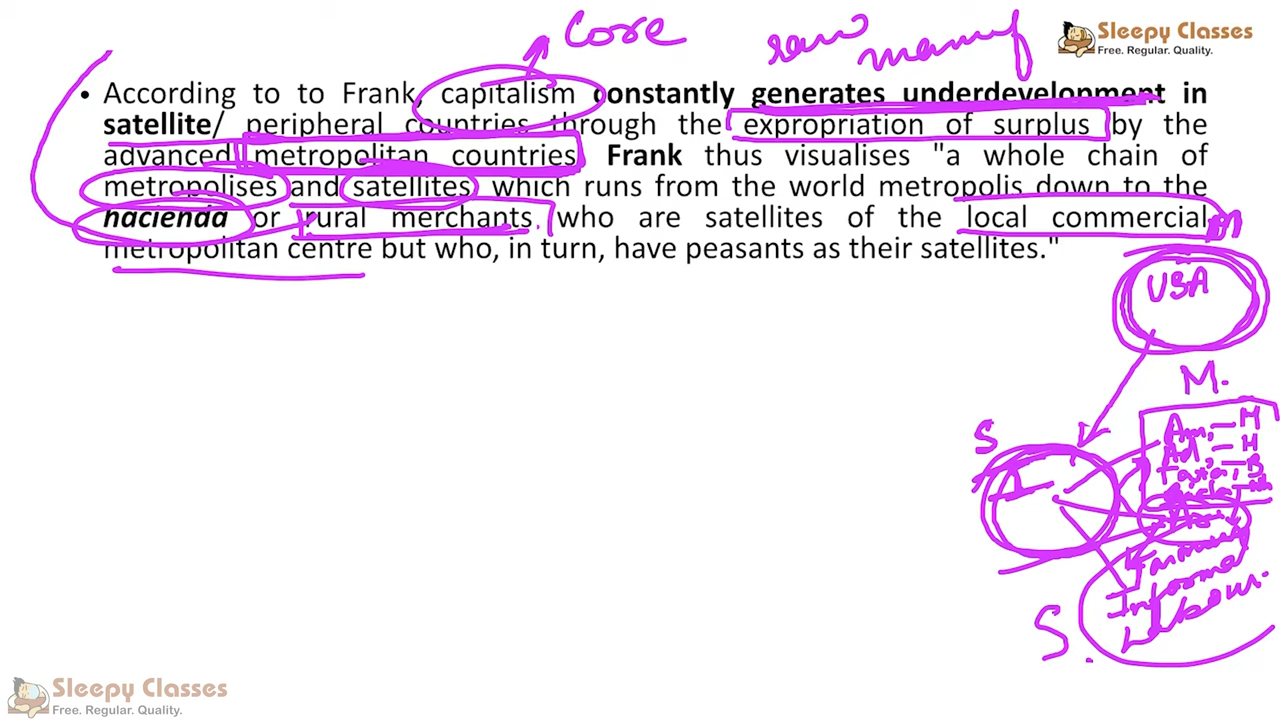 Core
raw
manuf
Sleepy Classes
Free. Regular. Quality.
• According to to Frank, capitalism constantly generates underdevelopment in
satellite/ peripheral countries through the expropriation of surplus by the
advanced metropolitan countries. Frank thus visualises "a whole chain of
metropolises and satellites which runs from the world metropolis down to the
hacienda or rural merchants who are satellites of the local commercial
metropolitan centre but who, in turn, have peasants as their satellites."
USA
M.
S
I
Informal
Labour.
S.
Sleepy Classes
Free. Regular. Quality.